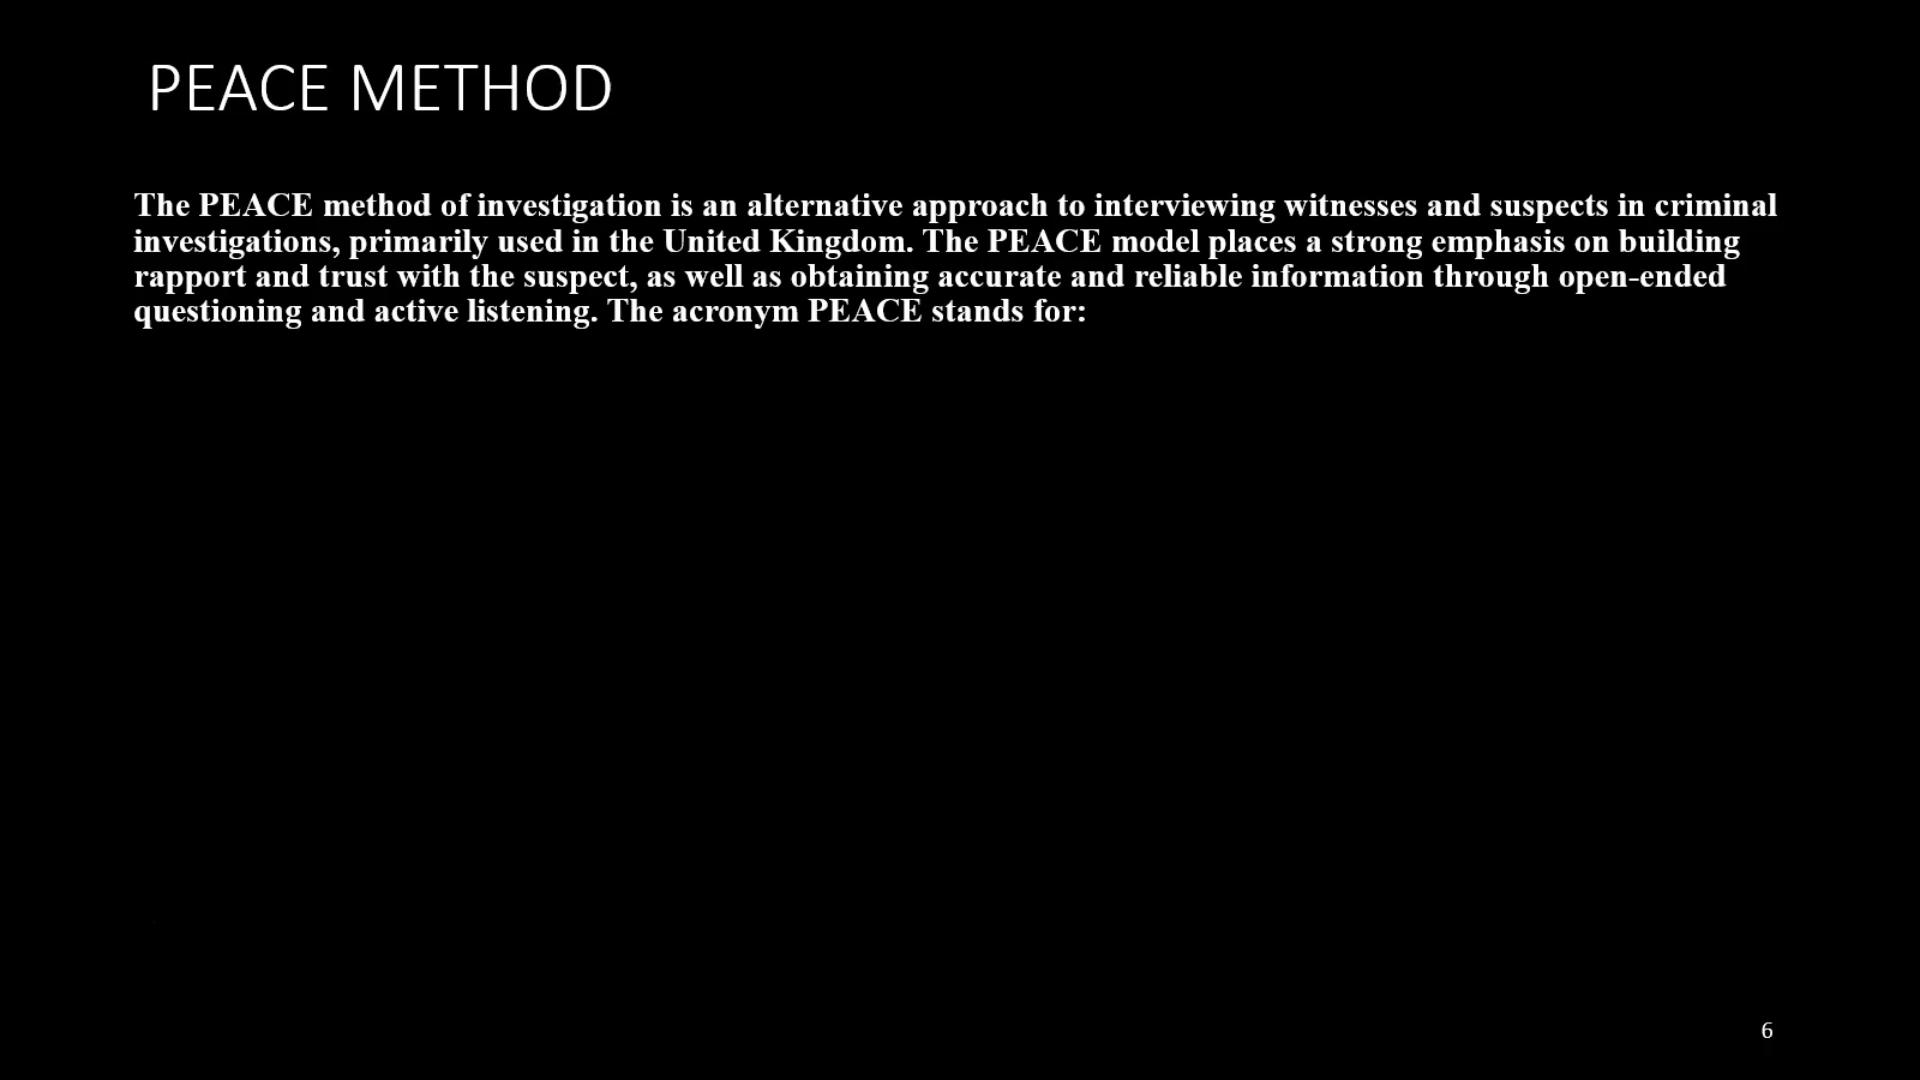 PEACE METHOD
The PEACE method of investigation is an alternative approach to interviewing witnesses and suspects in criminal
investigations, primarily used in the United Kingdom. The PEACE model places a strong emphasis on building
rapport and trust with the suspect, as well as obtaining accurate and reliable information through open-ended
questioning and active listening. The acronym PEACE stands for:
6